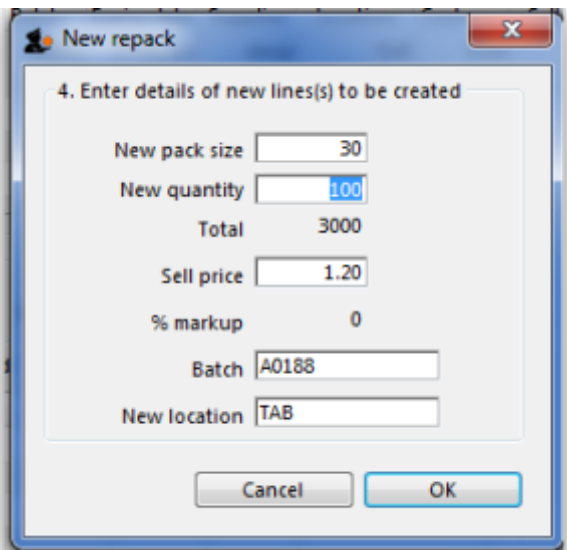 New repack
4. Enter details of new lines(s) to be created
New pack size 30
New quantity 100
Total 3000
Sell price 1.20
% markup 0
Batch A0188
New location TAB
Cancel OK